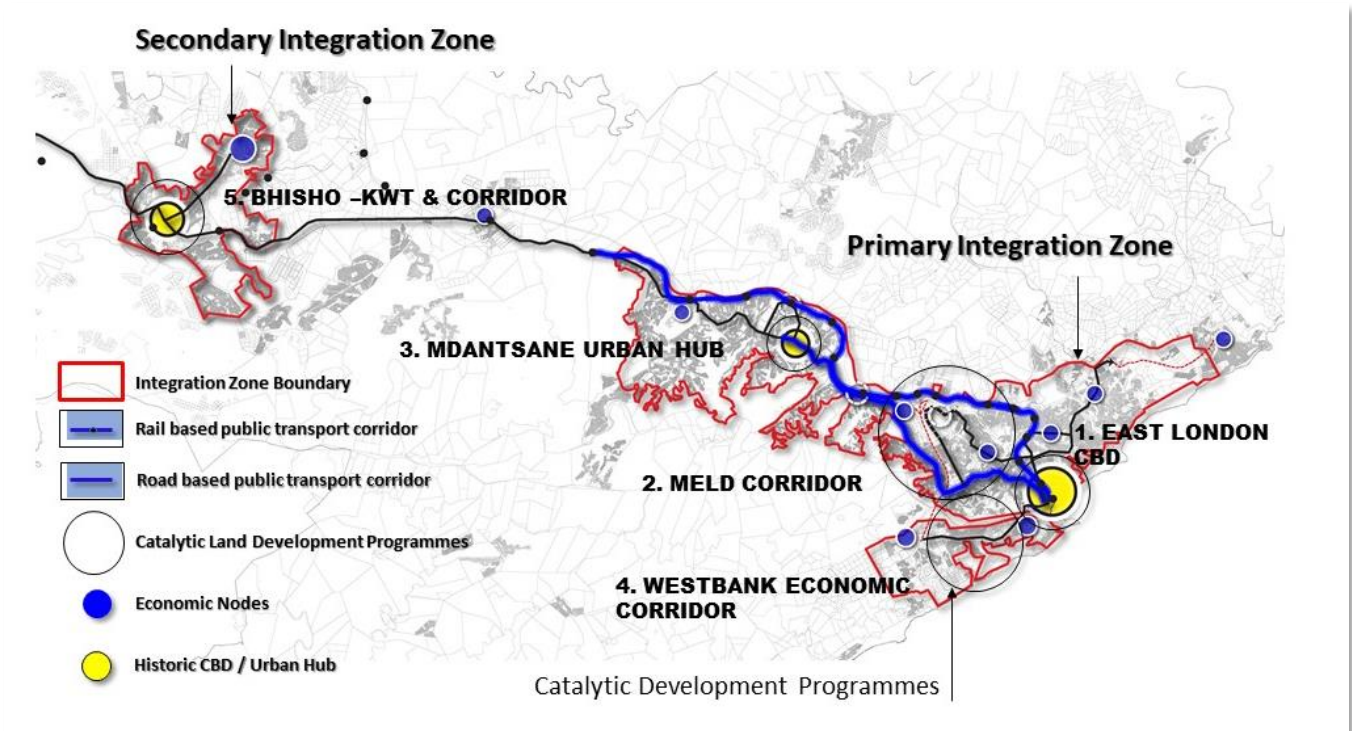 Secondary Integration Zone
5. BHISHO –KWT & CORRIDOR
Primary Integration Zone
3. MDANTSANE URBAN HUB
Integration Zone Boundary
Rail based public transport corridor
Road based public transport corridor
Catalytic Land Development Programmes
Economic Nodes
Historic CBD / Urban Hub
1. EAST LONDON
CBD
2. MELD CORRIDOR
4. WESTBANK ECONOMIC
CORRIDOR
Catalytic Development Programmes